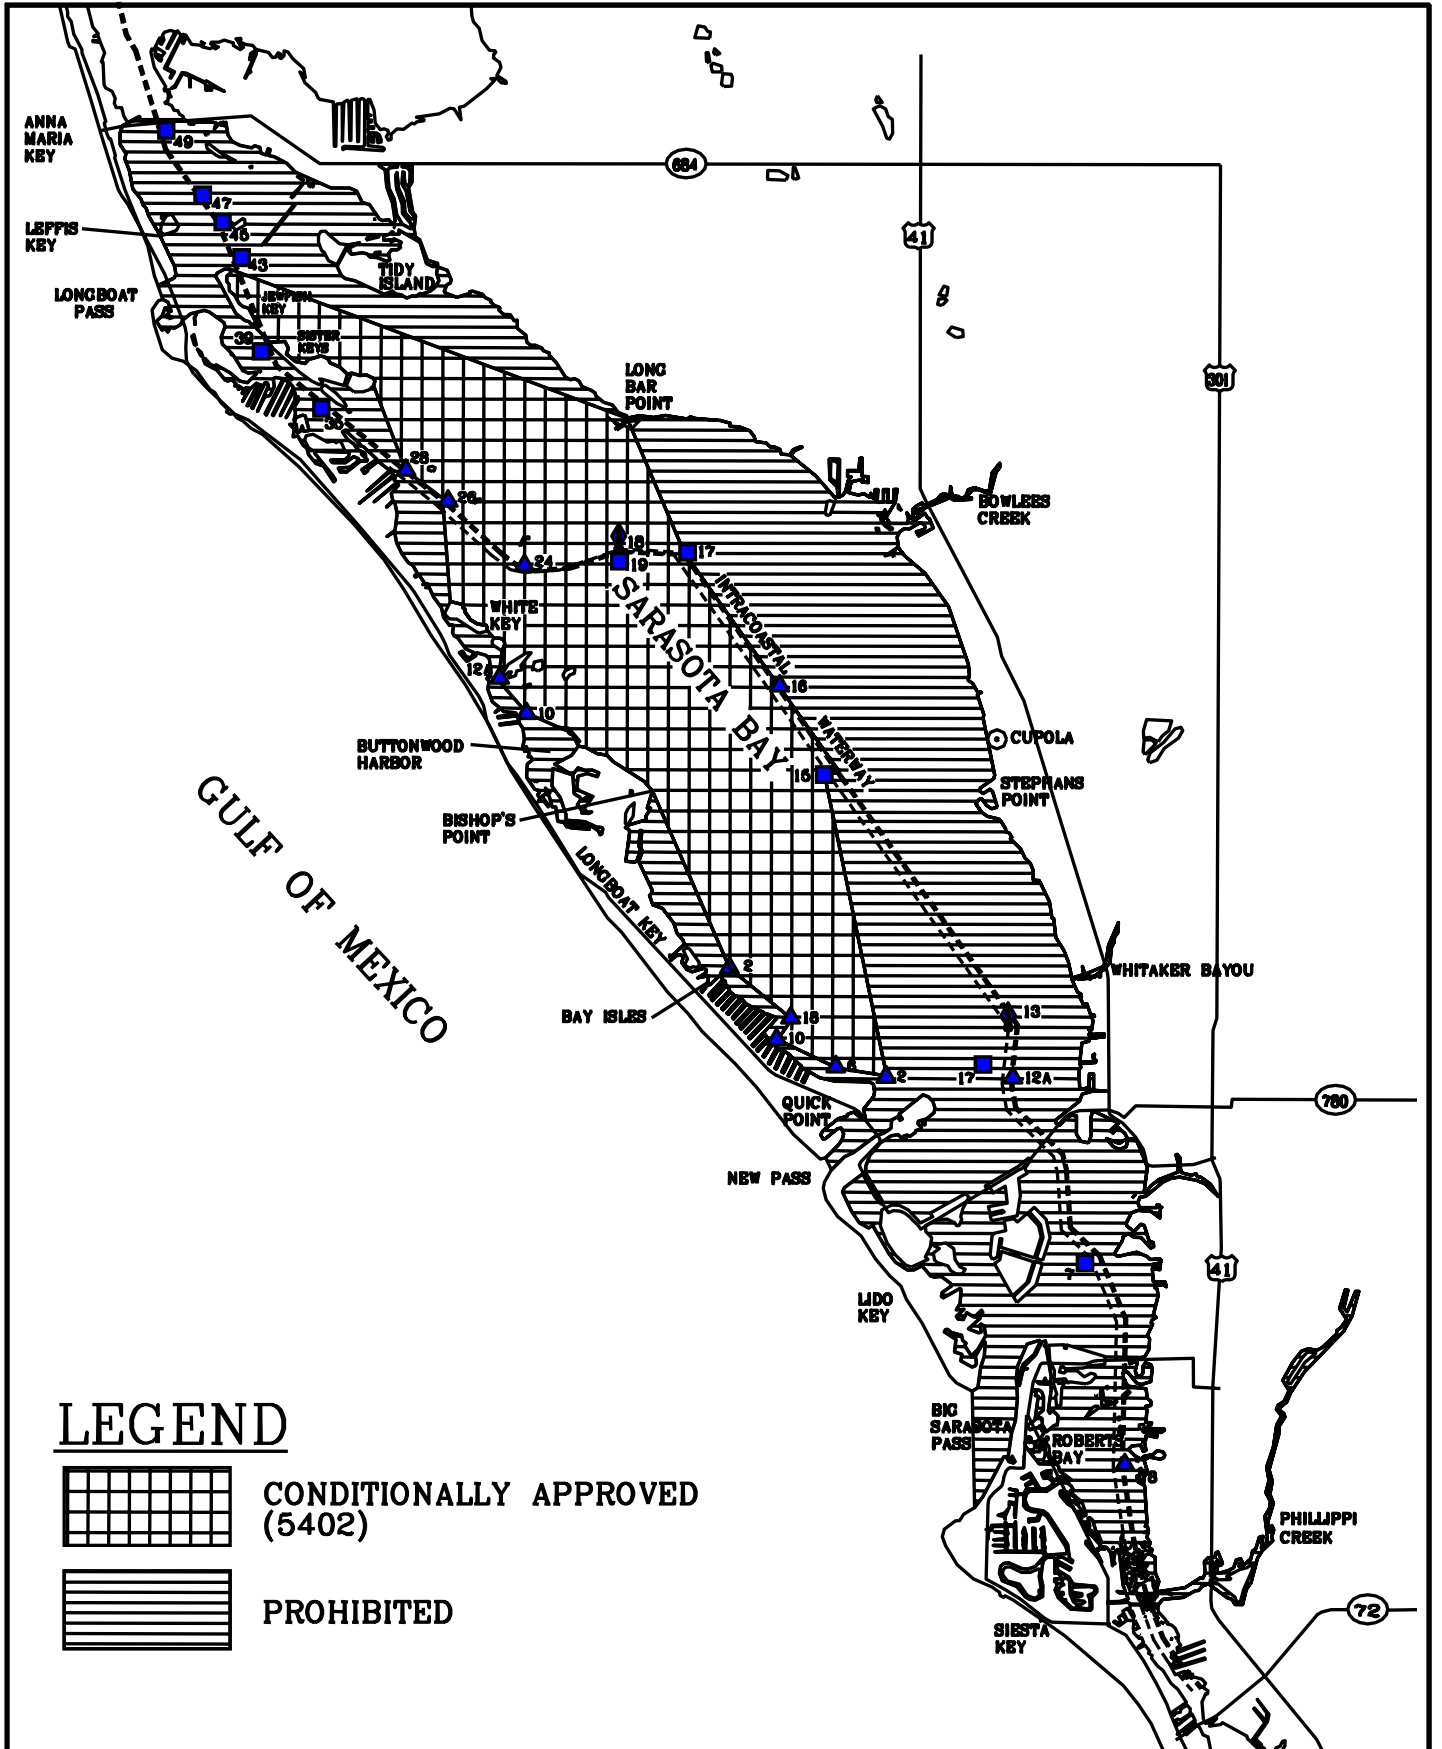 ANNA
MARIA
KEY
49
684
47
45
LEFFIS
KEY
43
TIDY
ISLAND
41
LONGBOAT
PASS
JEWFISH
KEY
39
SISTER
KEYS
301
LONG
BAR
POINT
35
28
26
BOWLEES
CREEK
18
17
24
19
INTRACOASTAL
SARASOTA BAY
WHITE
KEY
12A
16
10
WATERWAY
CUPOLA
BUTTONWOOD
HARBOR
15
STEPHANS
POINT
GULF OF MEXICO
BISHOP'S
POINT
LONGBOAT KEY
2
WHITAKER BAYOU
BAY ISLES
18
13
10
6
2
17
12A
QUICK
POINT
780
NEW PASS
7
41
LIDO
KEY
BIG
SARASOTA
PASS
ROBERTS
BAY
LEGEND
CONDITIONALLY APPROVED
(5402)
PHILLIPPI
CREEK
PROHIBITED
72
SIESTA
KEY